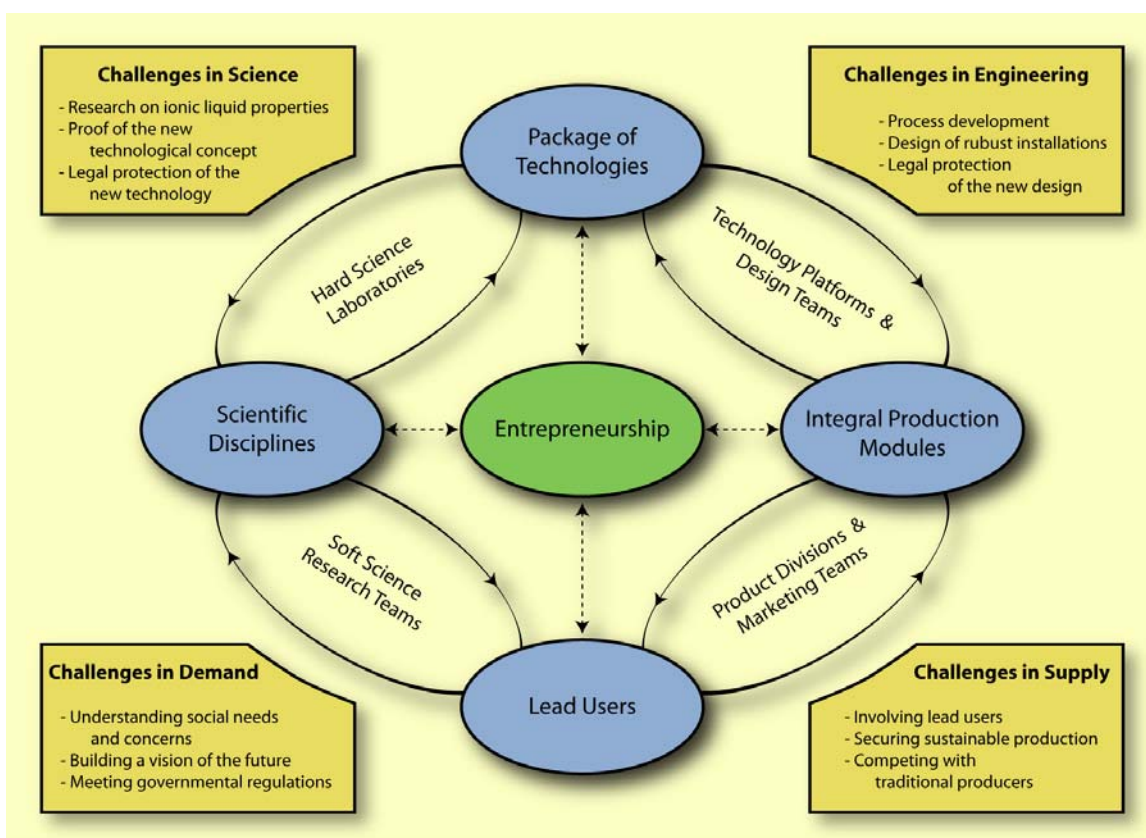 Challenges in Science
- Research on ionic liquid properties
- Proof of the new
technological concept
- Legal protection of the
new technology
Challenges in Engineering
- Process development
- Design of rubust installations
- Legal protection
of the new design
Package of
Technologies
Hard Science
Laboratories
Technology Platforms &
Design Teams
Scientific
Disciplines
Entrepreneurship
Integral Production
Modules
Soft Science
Research Teams
Product Divisions &
Marketing Teams
Lead Users
Challenges in Demand
- Understanding social needs
and concerns
- Building a vision of the future
- Meeting governmental regulations
Challenges in Supply
- Involving lead users
- Securing sustainable production
- Competing with
traditional producers